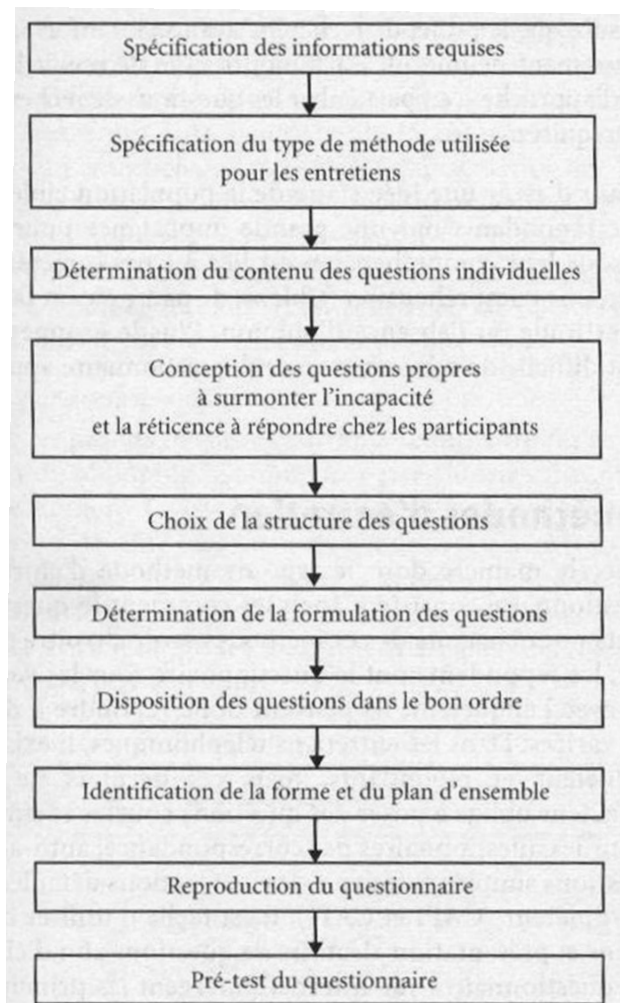 Spécification des informations requises
Spécification du type de méthode utilisée
pour les entretiens
Détermination du contenu des questions individuelles
Conception des questions propres
à surmonter l'incapacité
et la réticence à répondre chez les participants
Choix de la structure des questions
Détermination de la formulation des questions
Disposition des questions dans le bon ordre
Identification de la forme et du plan d'ensemble
Reproduction du questionnaire
Pré-test du questionnaire